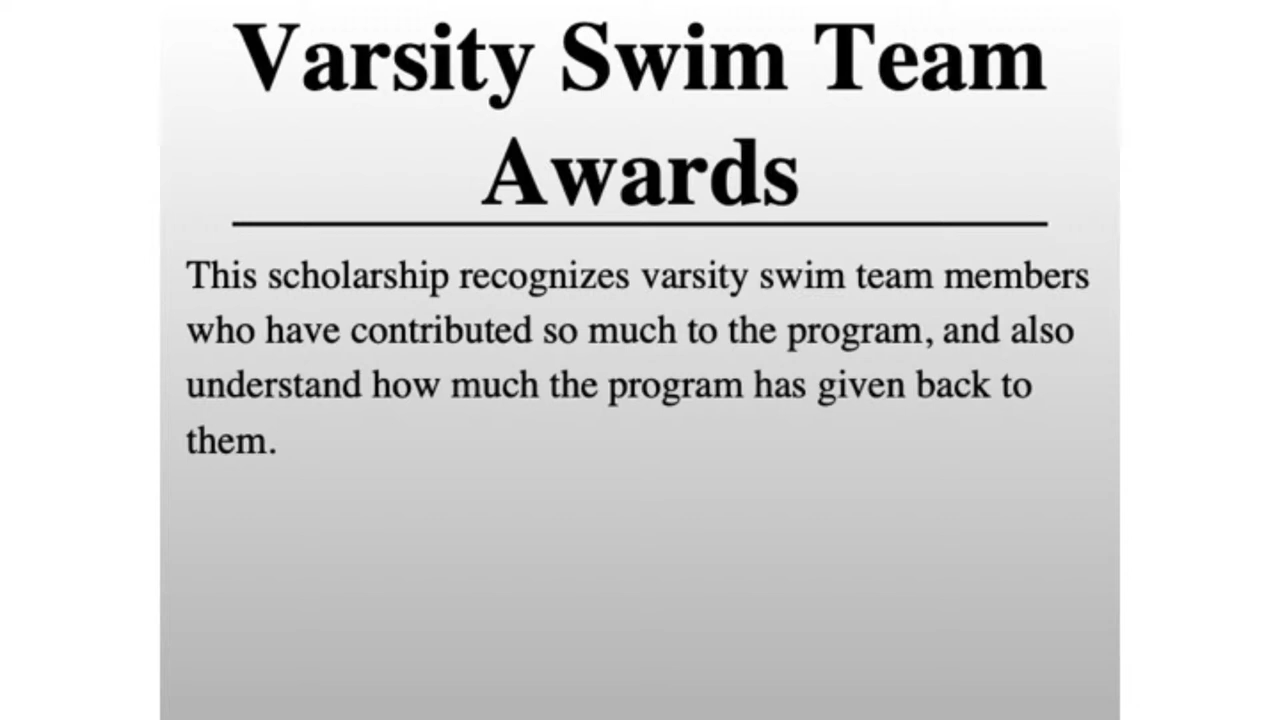 Varsity Swim Team
Awards
This scholarship recognizes varsity swim team members
who have contributed so much to the program, and also
understand how much the program has given back to
them.